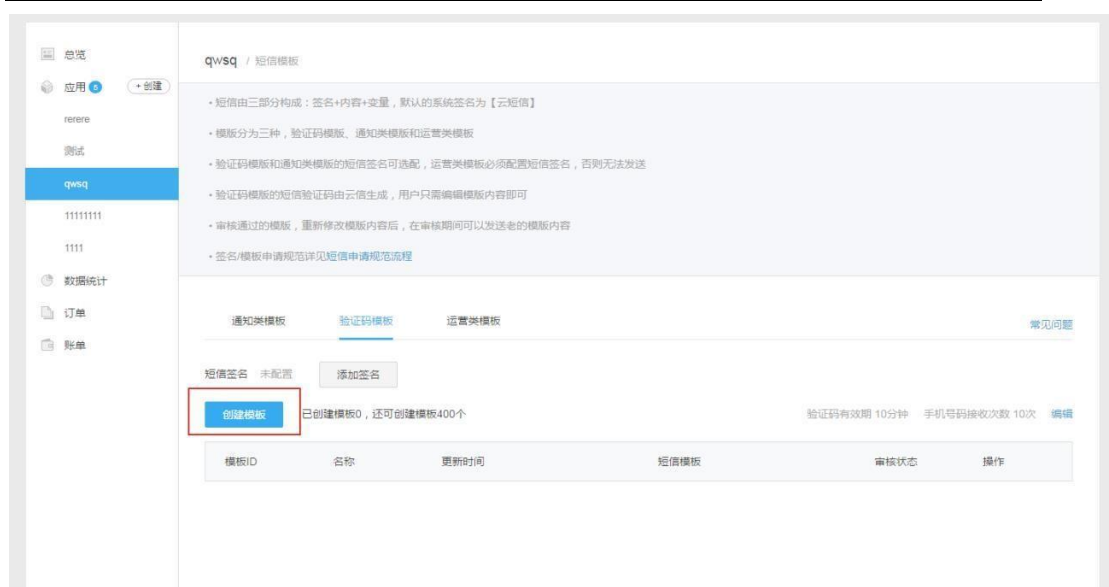 总览
应用 5 +创建
rerere
测试
qwsq
11111111
1111
数据统计
订单
账单
qwsq / 短信模板
·短信由三部分构成：签名+内容+变量，默认的系统签名为【云短信】
·模版分为三种，验证码模版、通知类模版和运营类模板
·验证码模版和通知类模版的短信签名可选配，运营类模板必须配置短信签名，否则无法发送
·验证码模版的短信验证码由云信生成，用户只需编辑模版内容即可
·审核通过的模版，重新修改模版内容后，在审核期间可以发送老的模版内容
·签名/模板申请规范详见短信申请规范流程
通知类模板 验证码模板 运营类模板 常见问题
短信签名 未配置 添加签名
创建模板 已创建模板0，还可创建模板400个 验证码有效期 10分钟 手机号码接收次数 10次 编辑
模板ID 名称 更新时间 短信模板 审核状态 操作